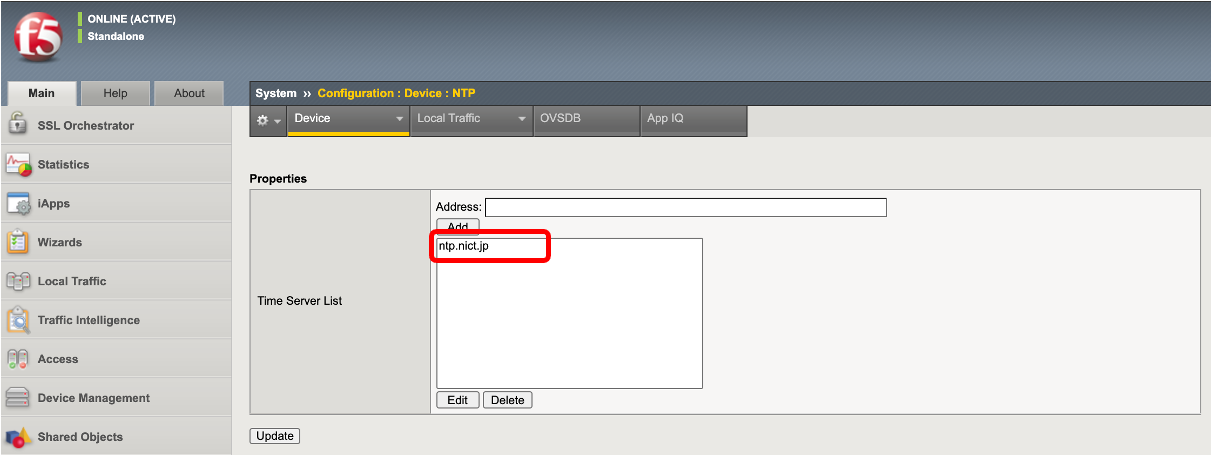 f5
ONLINE (ACTIVE)
Standalone
Main Help About
System ›› Configuration : Device : NTP
Device Local Traffic OVSDB App IQ
SSL Orchestrator
Statistics
iApps
Wizards
Local Traffic
Traffic Intelligence
Access
Device Management
Shared Objects
Properties
Address:
Add
ntp.nict.jp
Time Server List
Edit Delete
Update